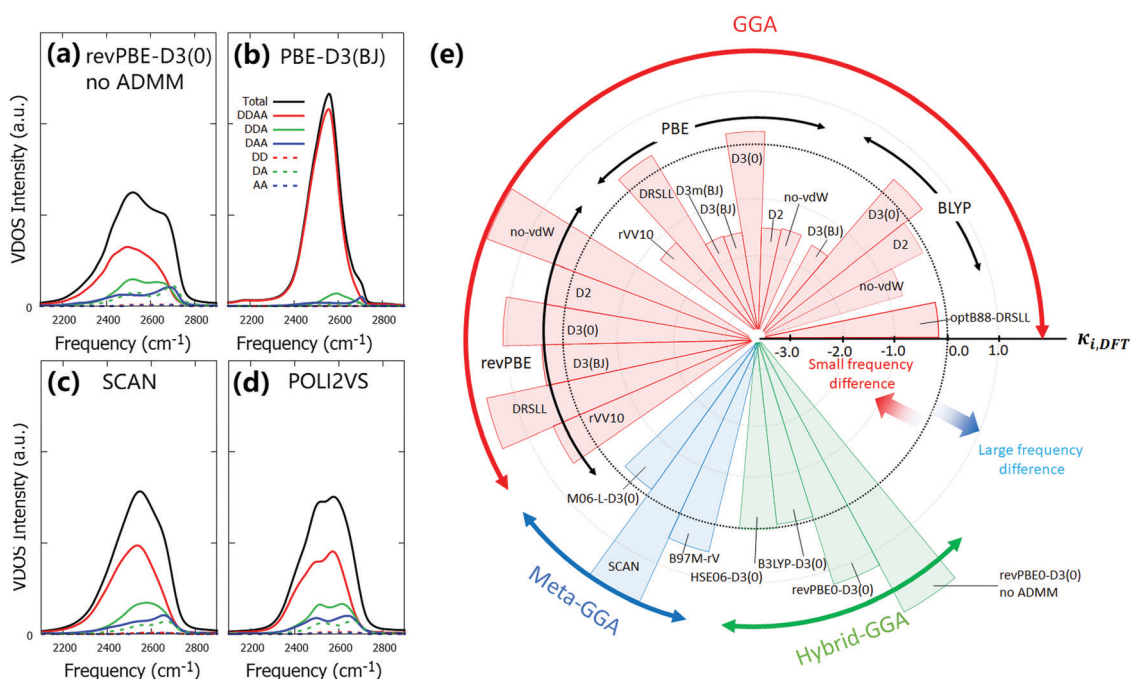 (a) revPBE-D3(0)
no ADMM
VDOS Intensity (a.u.)
0
2200 2400 2600 2800
Frequency (cm-1)
(b) PBE-D3(BJ)
Total
DDAA
DDA
DAA
DD
DA
AA
2200 2400 2600 2800
Frequency (cm-1)
(c) SCAN
VDOS Intensity (a.u.)
0
2200 2400 2600 2800
Frequency (cm-1)
(d) POLI2VS
2200 2400 2600 2800
Frequency (cm-1)
(e)
GGA
PBE
BLYP
revPBE
D3(0)
DRSLL
D3m(BJ)
D3(BJ)
rVV10
D2
no-vdW
D3(BJ)
D3(0)
D2
no-vdW
optB88-DRSLL
no-vdW
D2
D3(0)
D3(BJ)
DRSLL
rVV10
-3.0 -2.0 -1.0 0.0 1.0
κi,DFT
Small frequency
difference
Large frequency
difference
M06-L-D3(0)
SCAN
B97M-rV
HSE06-D3(0)
B3LYP-D3(0)
revPBE0-D3(0)
revPBE0-D3(0)
no ADMM
Meta-GGA
Hybrid-GGA